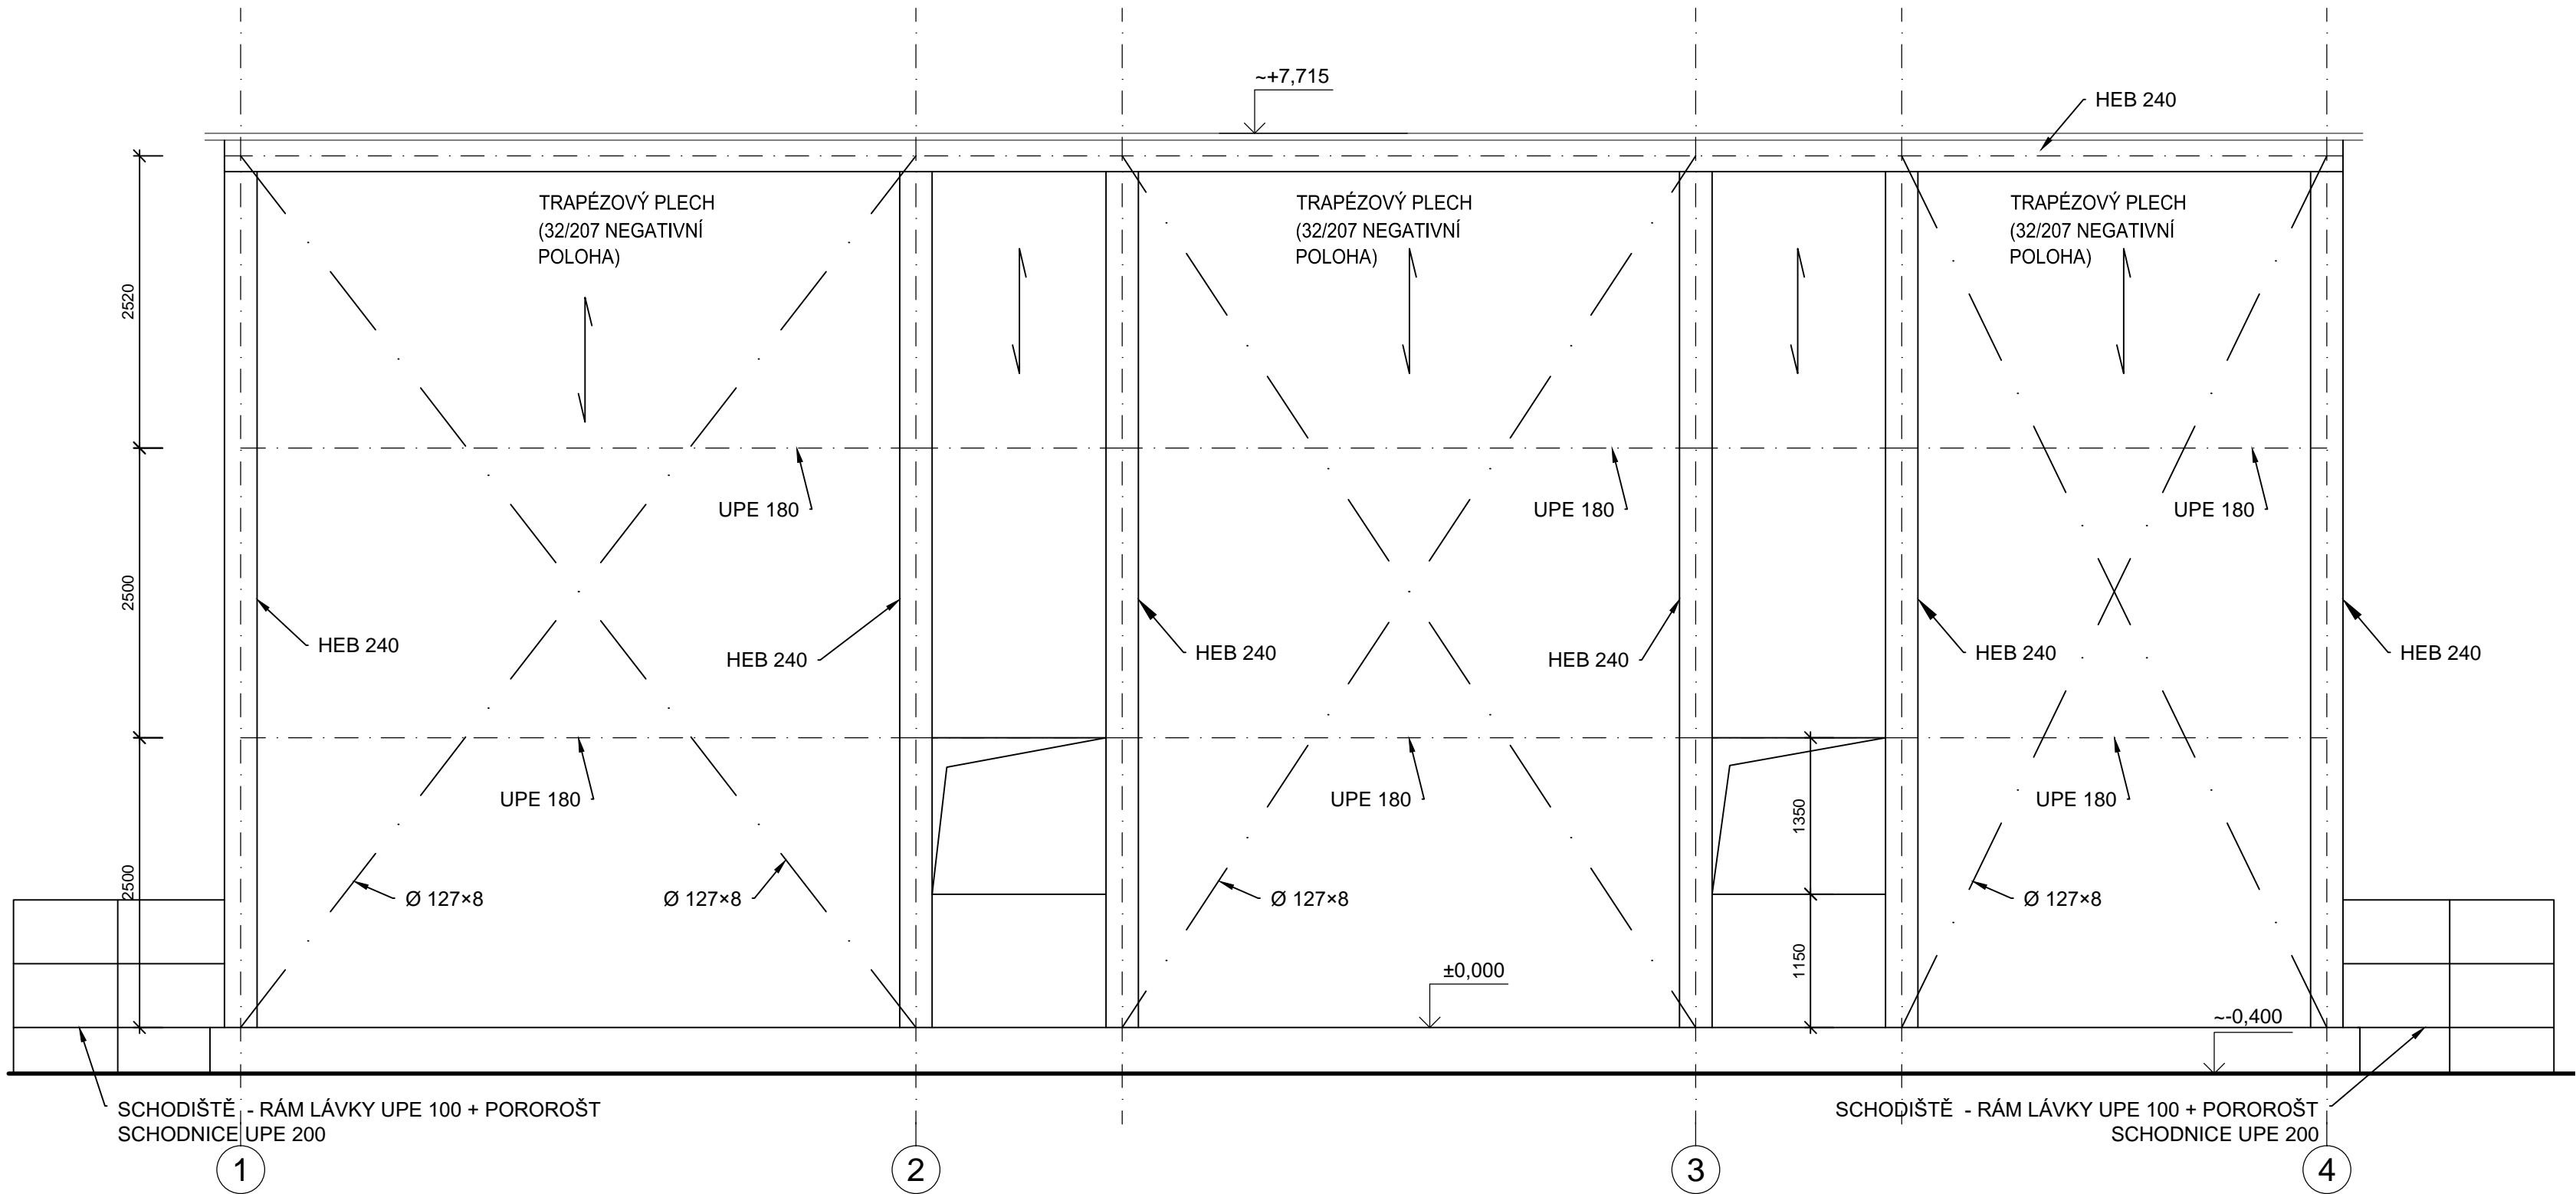 ~+7,715
HEB 240
TRAPÉZOVÝ PLECH
(32/207 NEGATIVNÍ
POLOHA)
TRAPÉZOVÝ PLECH
(32/207 NEGATIVNÍ
POLOHA)
TRAPÉZOVÝ PLECH
(32/207 NEGATIVNÍ
POLOHA)
2520
UPE 180
UPE 180
UPE 180
2500
HEB 240
HEB 240
HEB 240
HEB 240
HEB 240
HEB 240
UPE 180
UPE 180
UPE 180
1350
2500
Ø 127×8
Ø 127×8
Ø 127×8
Ø 127×8
1150
±0,000
~-0,400
SCHODIŠTĚ - RÁM LÁVKY UPE 100 + POROROŠT
SCHODNICE UPE 200
SCHODIŠTĚ - RÁM LÁVKY UPE 100 + POROROŠT
SCHODNICE UPE 200
1
2
3
4